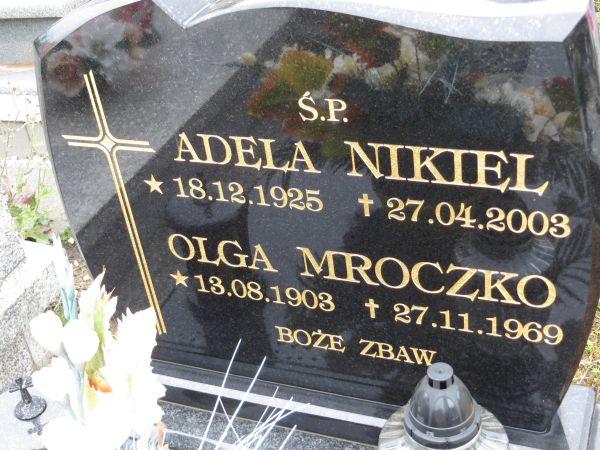 Ś.P.
ADELA NIKIEL
★ 18.12.1925 ✝ 27.04.2003
OLGA MROCZKO
★ 13.08.1903 ✝ 27.11.1969
BOŻE ZBAW